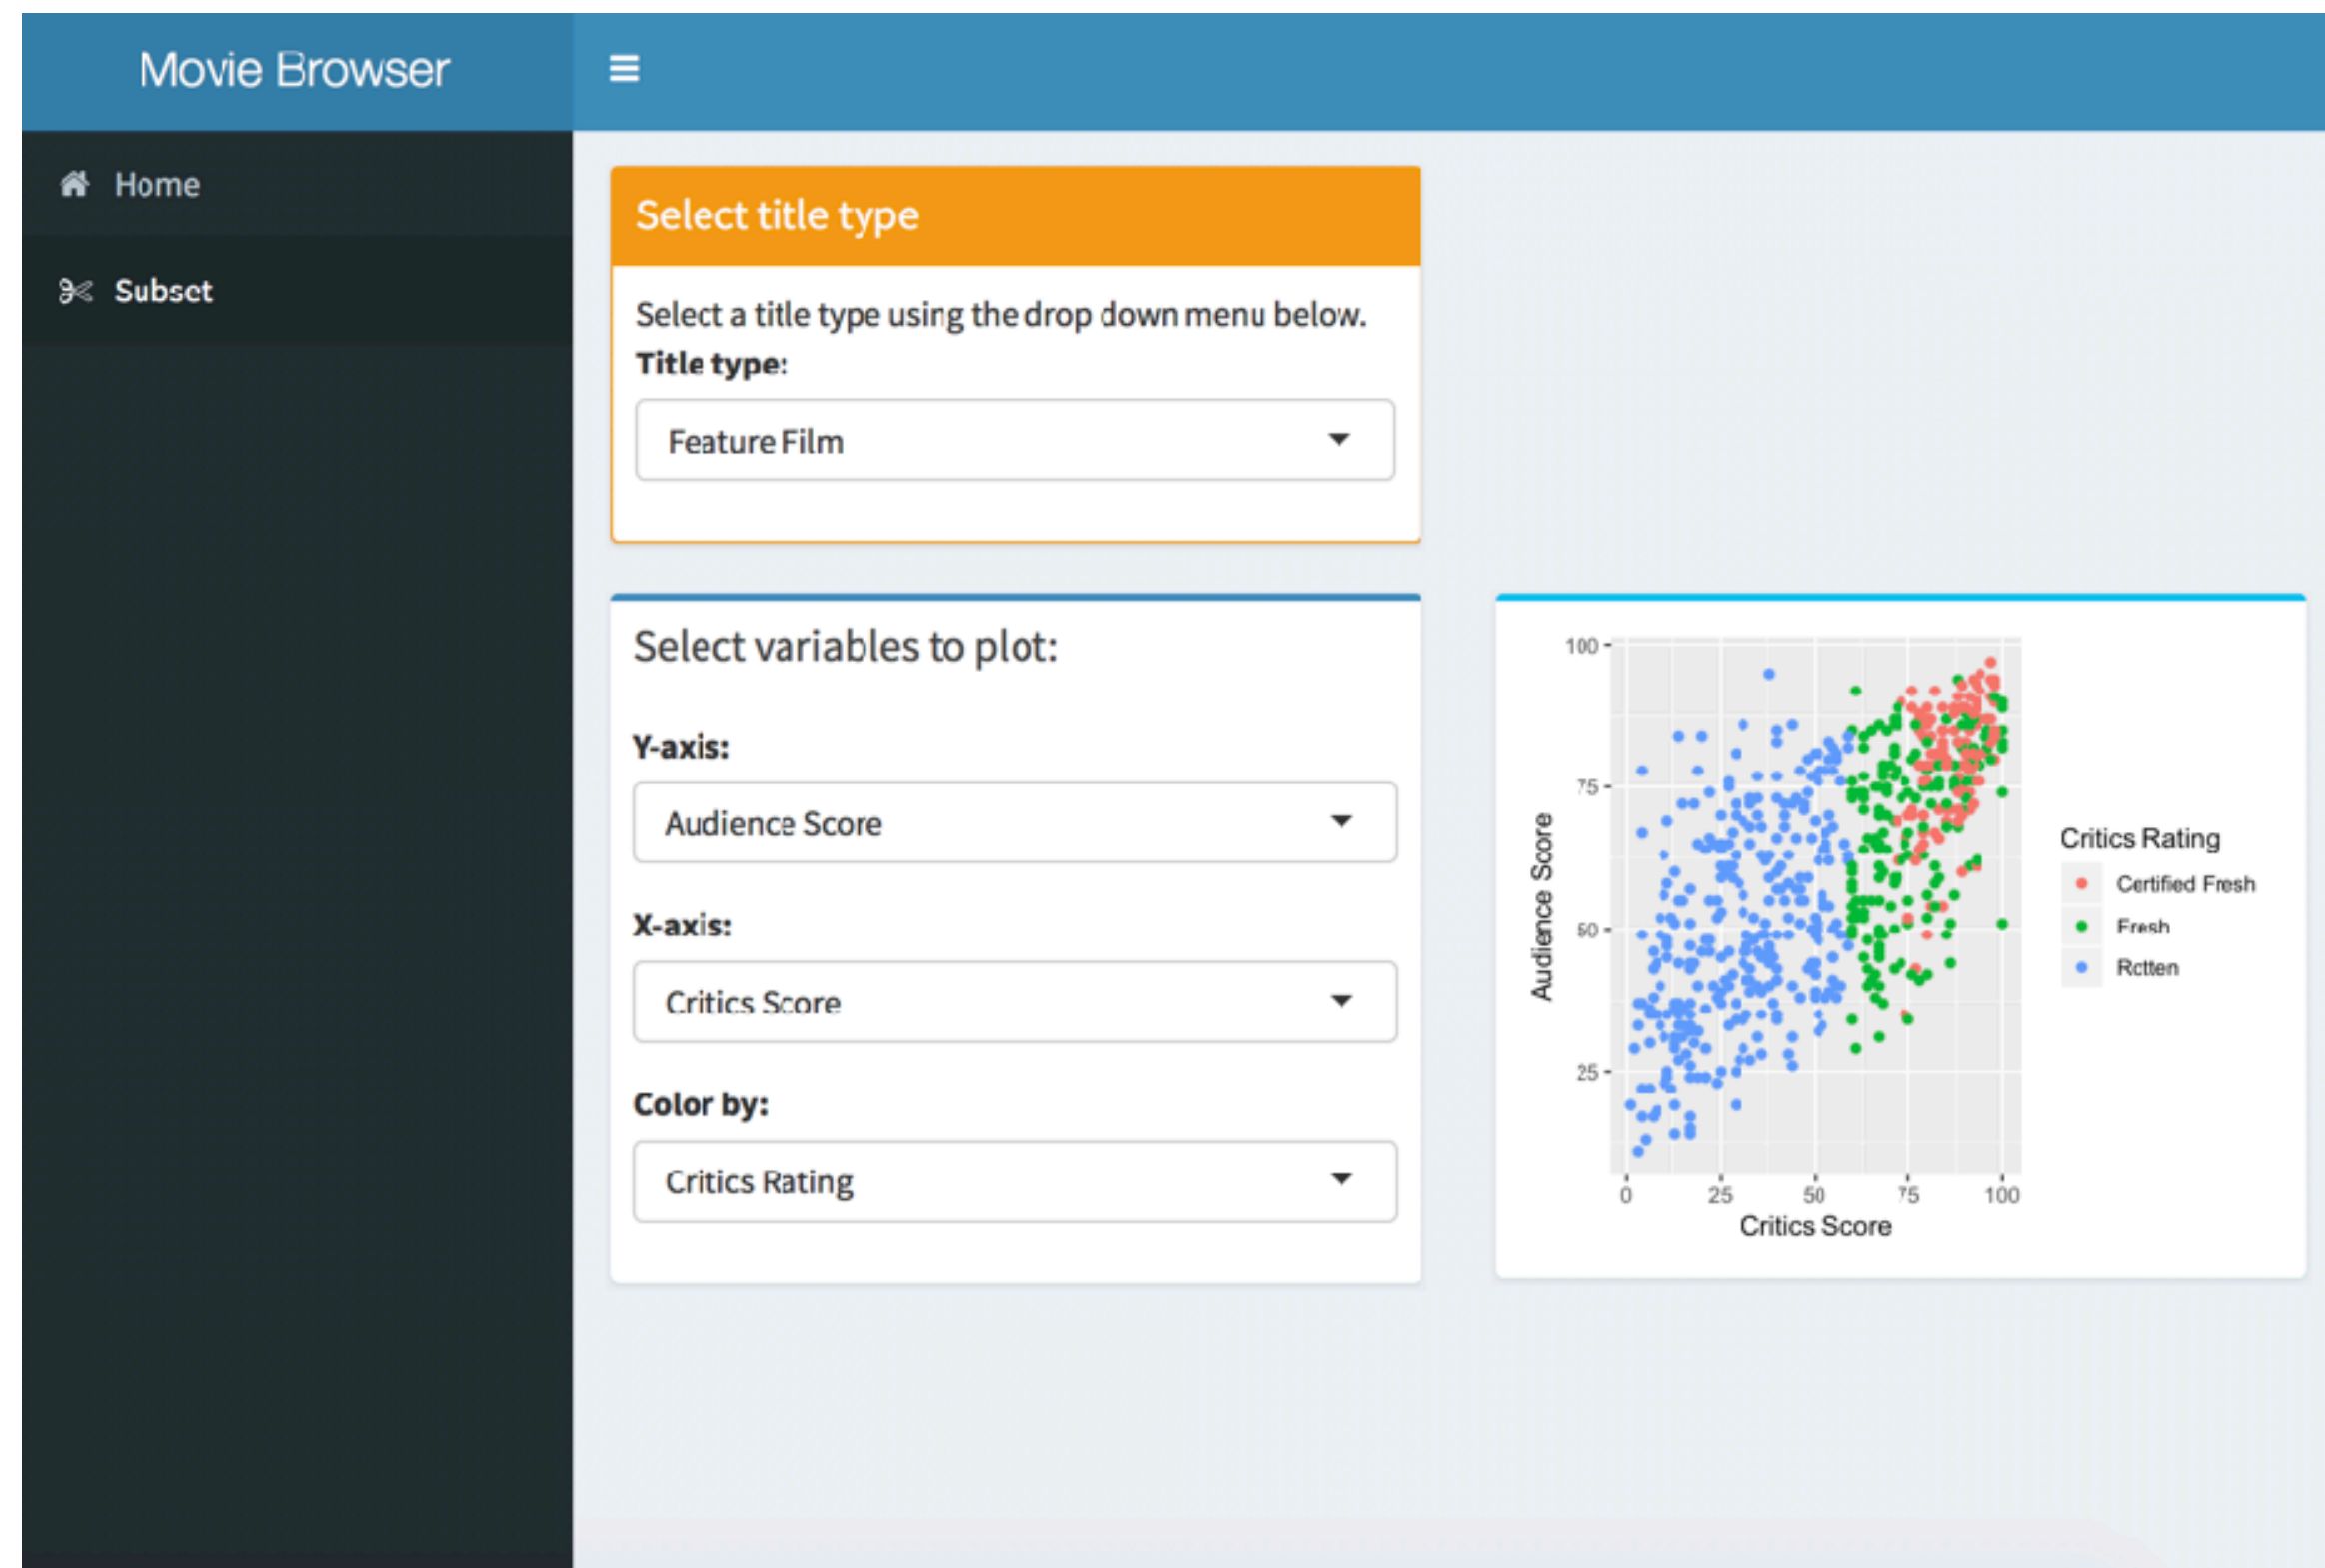 Movie Browser
Home
Subset
Select title type
Select a title type using the drop down menu below.
Title type:
Feature Film
Select variables to plot:
Y-axis:
Audience Score
X-axis:
Critics Score
Color by:
Critics Rating
100
75
50
25
Audience Score
0 25 50 75 100
Critics Score
Critics Rating
Certified Fresh
Fresh
Rotten